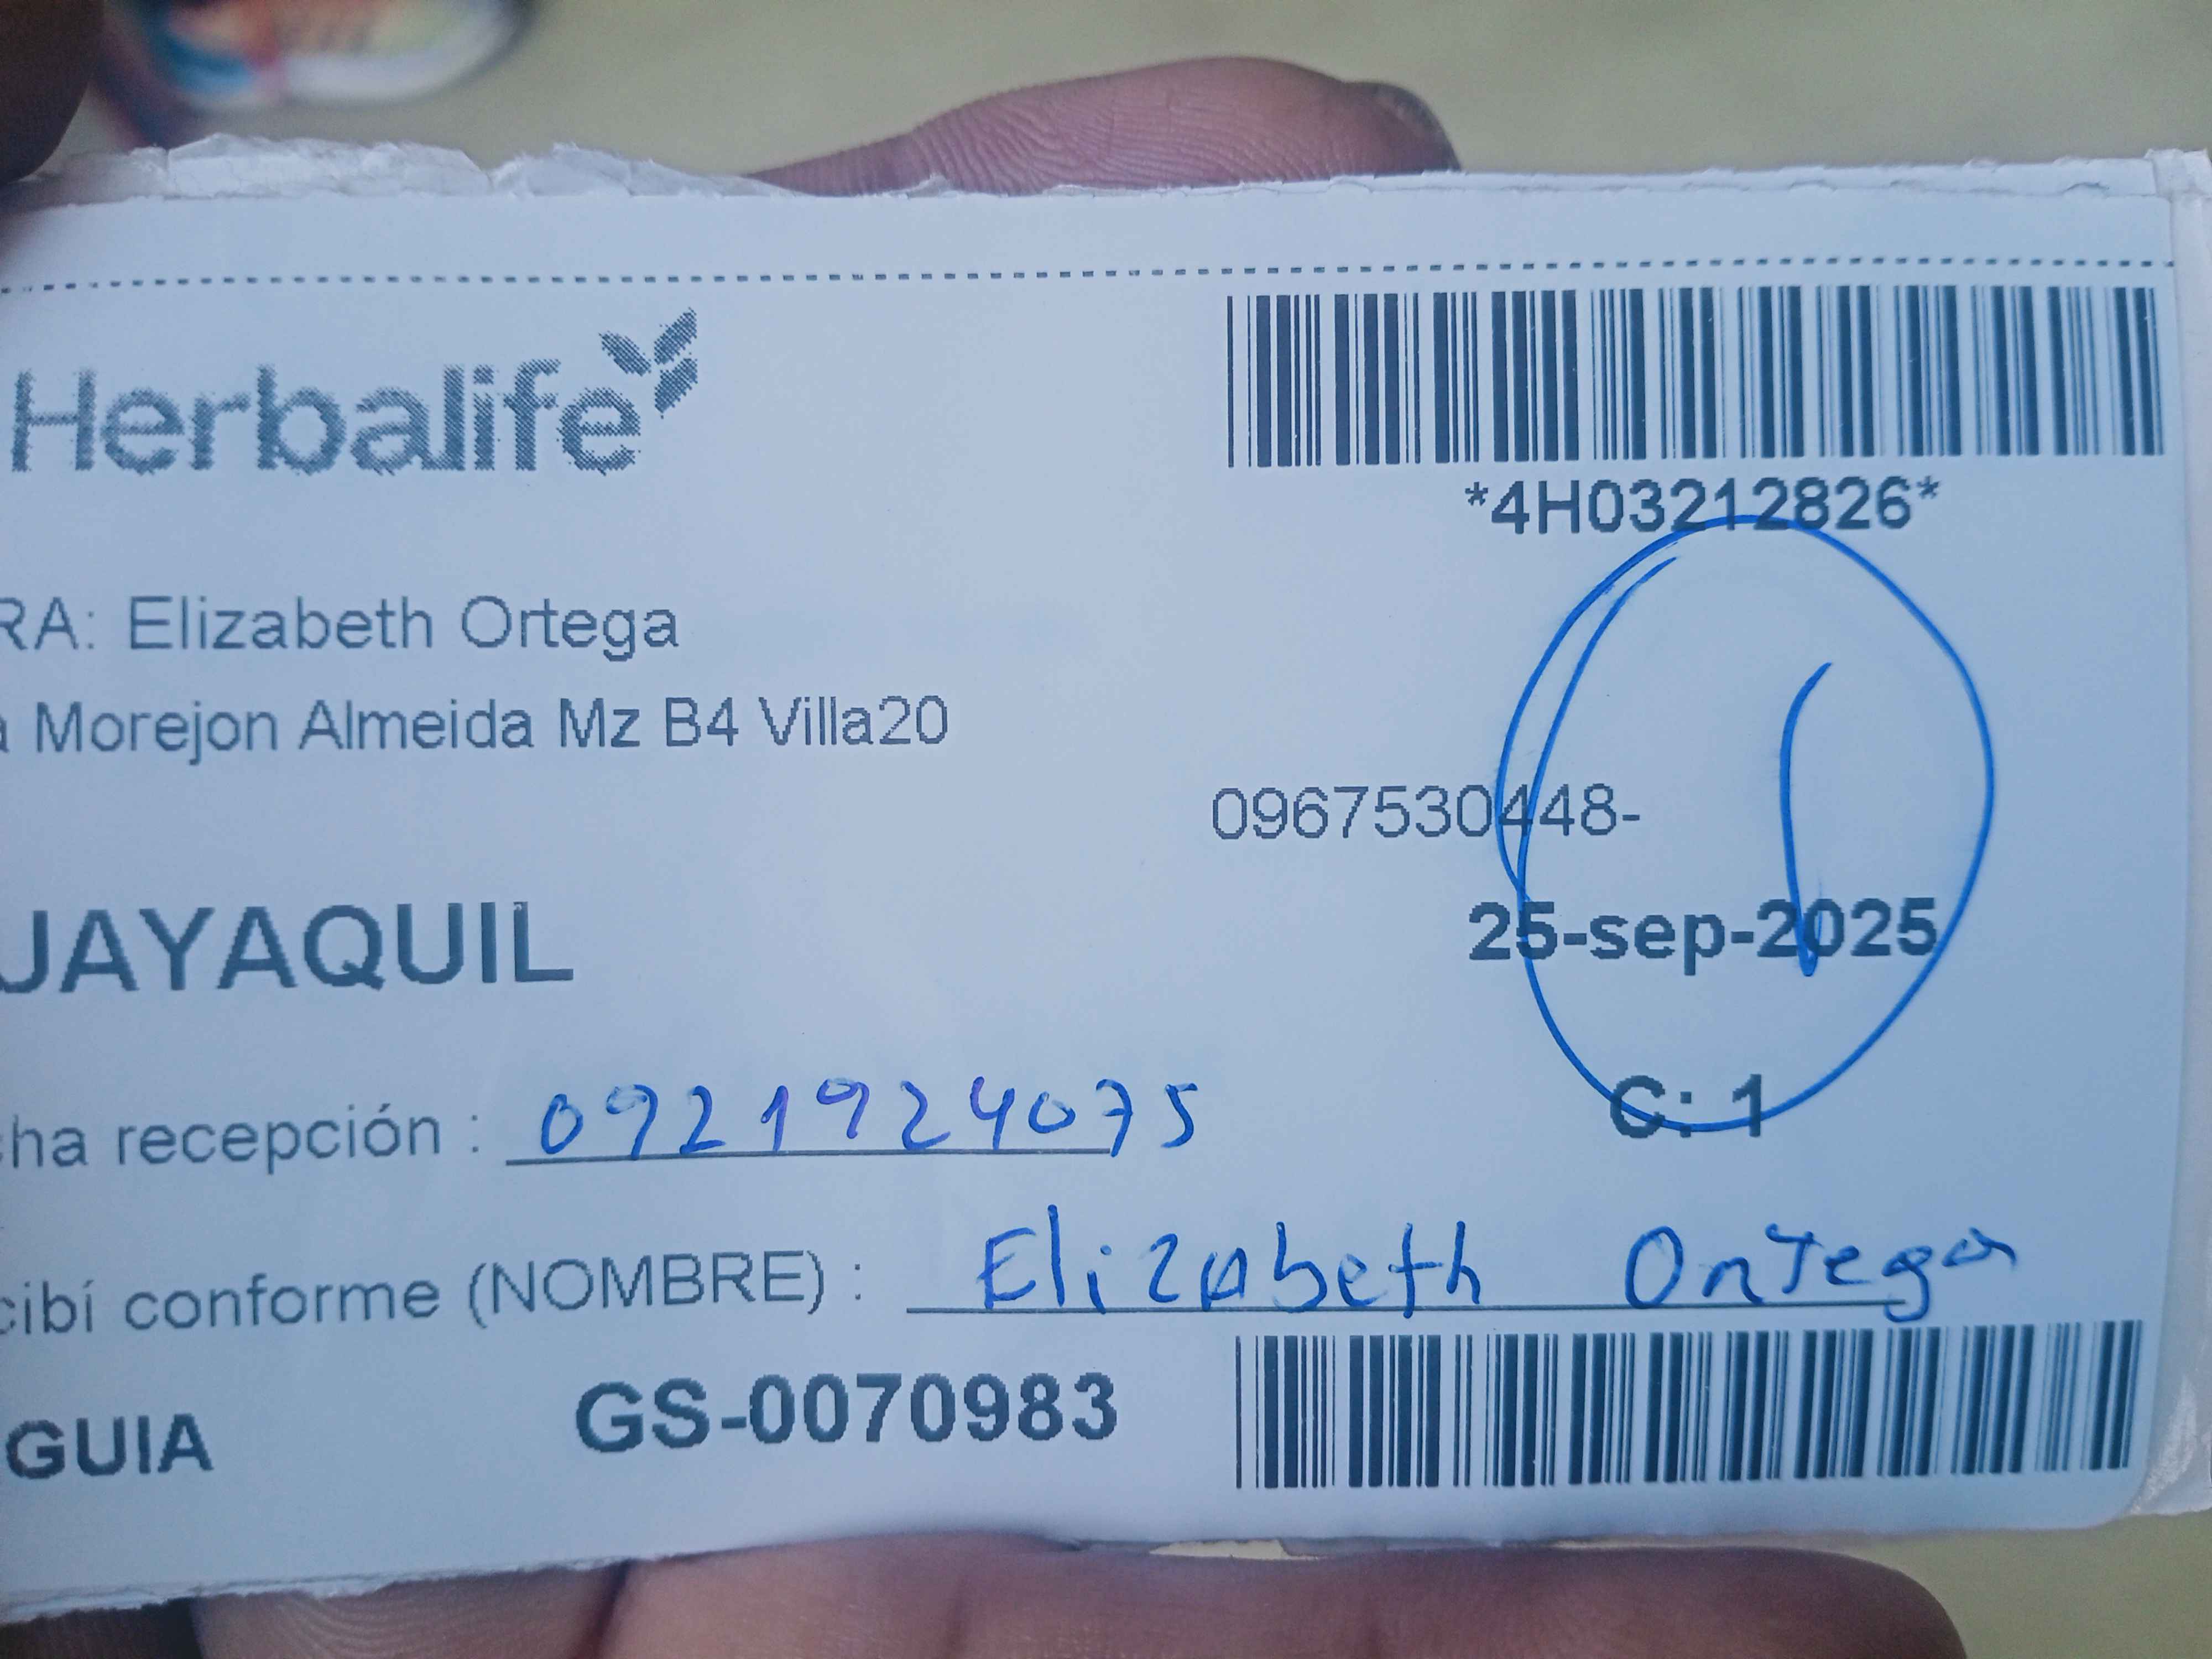 Herbalife
*4H03212826*
RA: Elizabeth Ortega
a Morejon Almeida Mz B4 Villa20
0967530448-
UAYAQUIL
25-sep-2025
C: 1
cha recepción : 0921924075
cibí conforme (NOMBRE) : Elizabeth Ortega
GUIA GS-0070983